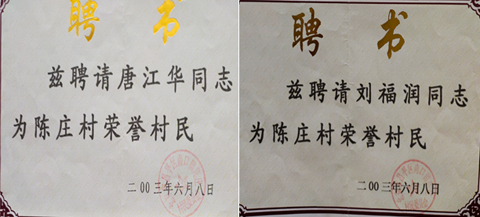 聘 书
兹聘请唐江华同志
为陈庄村荣誉村民
二00三年六月八日
聘 书
兹聘请刘福润同志
为陈庄村荣誉村民
二00三年六月八日